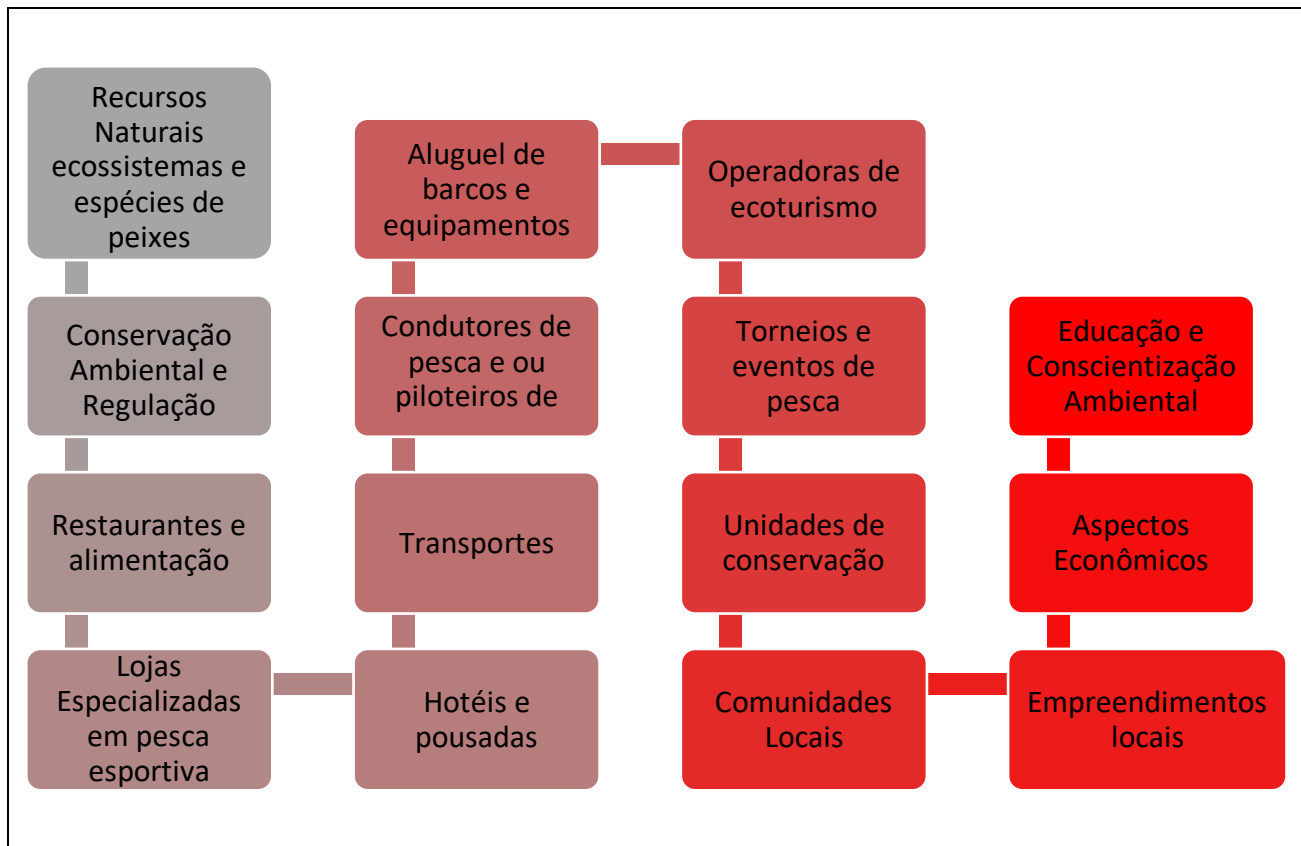 Recursos
Naturais
ecossistemas e
espécies de
peixes
Conservação
Ambiental e
Regulação
Restaurantes e
alimentação
Lojas
Especializadas
em pesca
esportiva
Hotéis e
pousadas
Transportes
Condutores de
pesca e ou
piloteiros de
Aluguel de
barcos e
equipamentos
Operadoras de
ecoturismo
Torneios e
eventos de
pesca
Unidades de
conservação
Comunidades
Locais
Empreendimentos
locais
Aspectos
Econômicos
Educação e
Conscientização
Ambiental